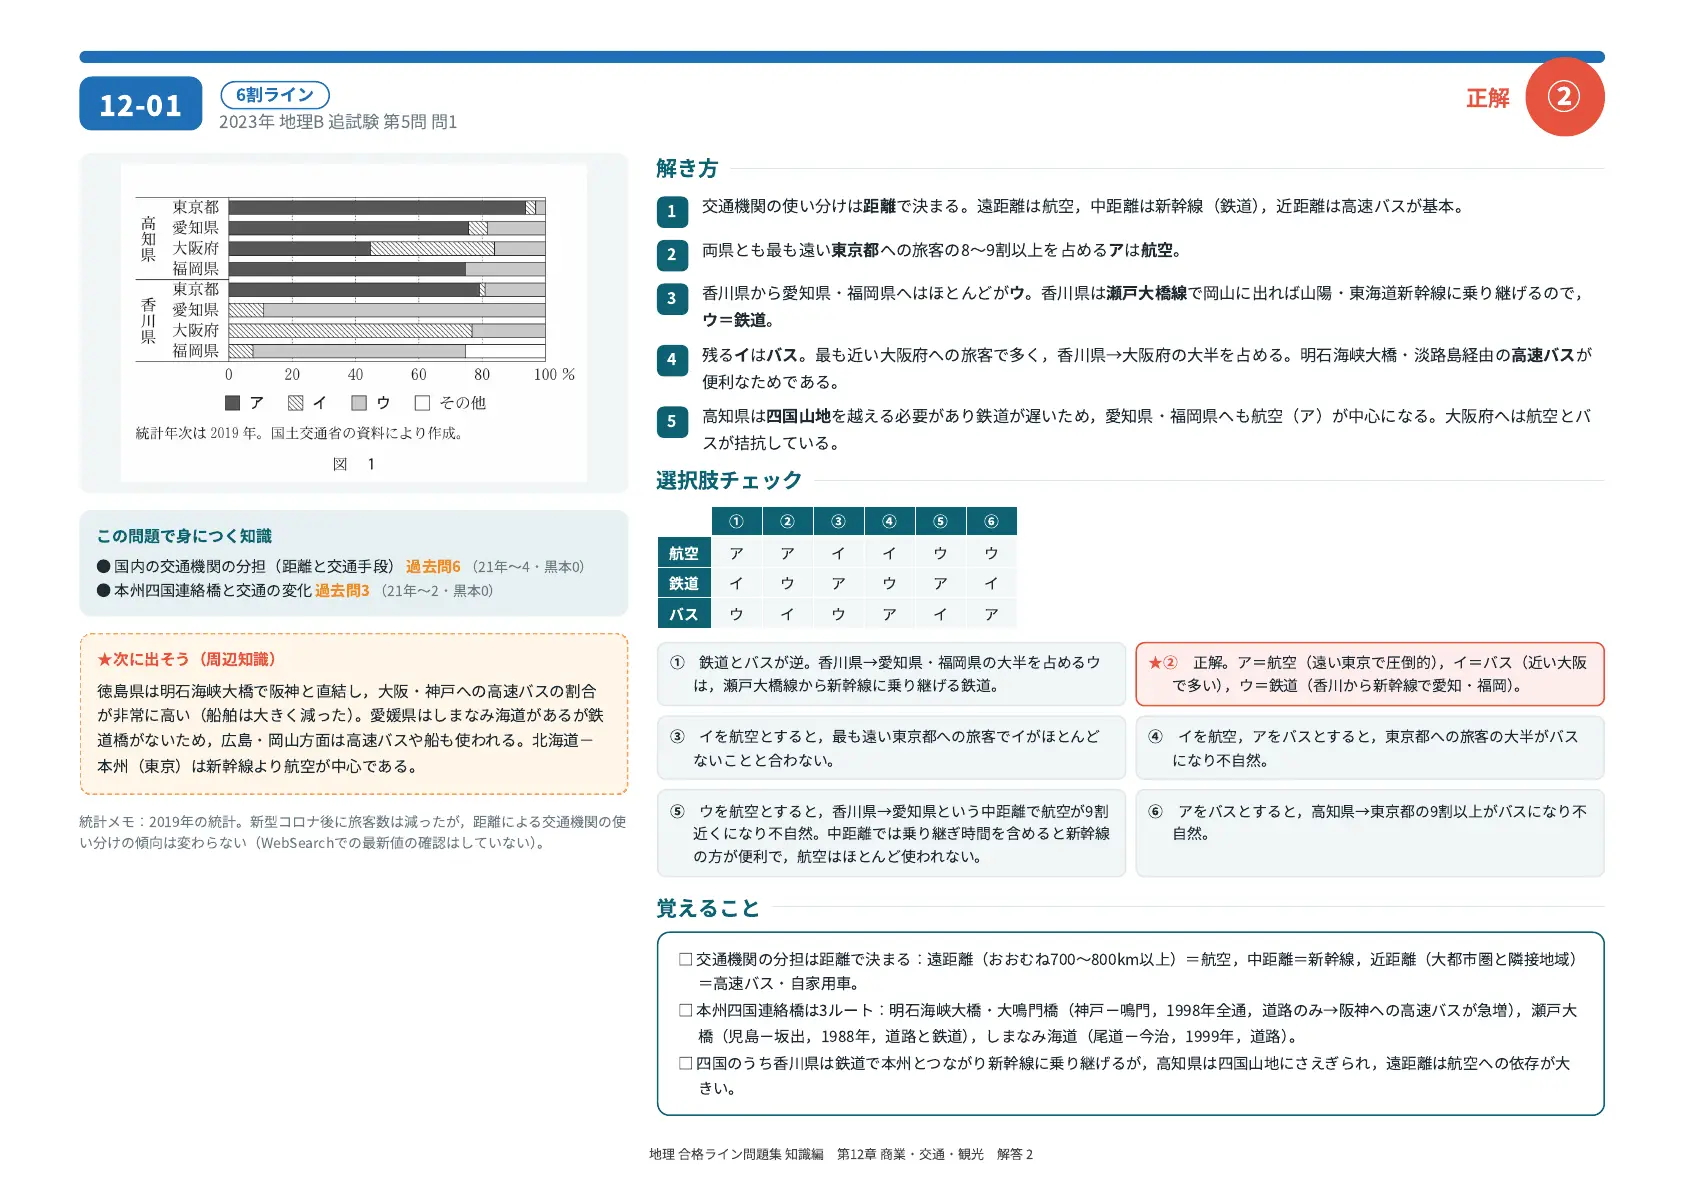 12-01
6割ライン
2023年 地理B 追試験 第5問 問1
正解 ②
高知県
東京都
愛知県
大阪府
福岡県
香川県
東京都
愛知県
大阪府
福岡県
0 20 40 60 80 100 %
ア イ ウ その他
統計年次は 2019 年。国土交通省の資料により作成。
図 1
この問題で身につく知識
● 国内の交通機関の分担（距離と交通手段） 過去問6 （21年〜4・黒本0）
● 本州四国連絡橋と交通の変化 過去問3 （21年〜2・黒本0）
★次に出そう（周辺知識）
徳島県は明石海峡大橋で阪神と直結し，大阪・神戸への高速バスの割合
が非常に高い（船舶は大きく減った）。愛媛県はしまなみ海道があるが鉄
道橋がないため，広島・岡山方面は高速バスや船も使われる。北海道－
本州（東京）は新幹線より航空が中心である。
統計メモ：2019年の統計。新型コロナ後に旅客数は減ったが，距離による交通機関の使
い分けの傾向は変わらない（WebSearchでの最新値の確認はしていない）。
解き方
1 交通機関の使い分けは距離で決まる。遠距離は航空，中距離は新幹線（鉄道），近距離は高速バスが基本。
2 両県とも最も遠い東京都への旅客の8〜9割以上を占めるアは航空。
3 香川県から愛知県・福岡県へはほとんどがウ。香川県は瀬戸大橋線で岡山に出れば山陽・東海道新幹線に乗り継げるので，
ウ＝鉄道。
4 残るイはバス。最も近い大阪府への旅客で多く，香川県→大阪府の大半を占める。明石海峡大橋・淡路島経由の高速バスが
便利なためである。
5 高知県は四国山地を越える必要があり鉄道が遅いため，愛知県・福岡県へも航空（ア）が中心になる。大阪府へは航空とバ
スが拮抗している。
選択肢チェック
① ② ③ ④ ⑤ ⑥
航空 ア ア イ イ ウ ウ
鉄道 イ ウ ア ウ ア イ
バス ウ イ ウ ア イ ア
① 鉄道とバスが逆。香川県→愛知県・福岡県の大半を占めるウ
は，瀬戸大橋線から新幹線に乗り継げる鉄道。
★② 正解。ア＝航空（遠い東京で圧倒的），イ＝バス（近い大阪
で多い），ウ＝鉄道（香川から新幹線で愛知・福岡）。
③ イを航空とすると，最も遠い東京都への旅客でイがほとんど
ないことと合わない。
④ イを航空，アをバスとすると，東京都への旅客の大半がバス
になり不自然。
⑤ ウを航空とすると，香川県→愛知県という中距離で航空が9割
近くになり不自然。中距離では乗り継ぎ時間を含めると新幹線
の方が便利で，航空はほとんど使われない。
⑥ アをバスとすると，高知県→東京都の9割以上がバスになり不
自然。
覚えること
□ 交通機関の分担は距離で決まる：遠距離（おおむね700〜800km以上）＝航空，中距離＝新幹線，近距離（大都市圏と隣接地域）
＝高速バス・自家用車。
□ 本州四国連絡橋は3ルート：明石海峡大橋・大鳴門橋（神戸－鳴門，1998年全通，道路のみ→阪神への高速バスが急増），瀬戸大
橋（児島－坂出，1988年，道路と鉄道），しまなみ海道（尾道－今治，1999年，道路）。
□ 四国のうち香川県は鉄道で本州とつながり新幹線に乗り継げるが，高知県は四国山地にさえぎられ，遠距離は航空への依存が大
きい。
地理 合格ライン問題集 知識編 第12章 商業・交通・観光 解答 2